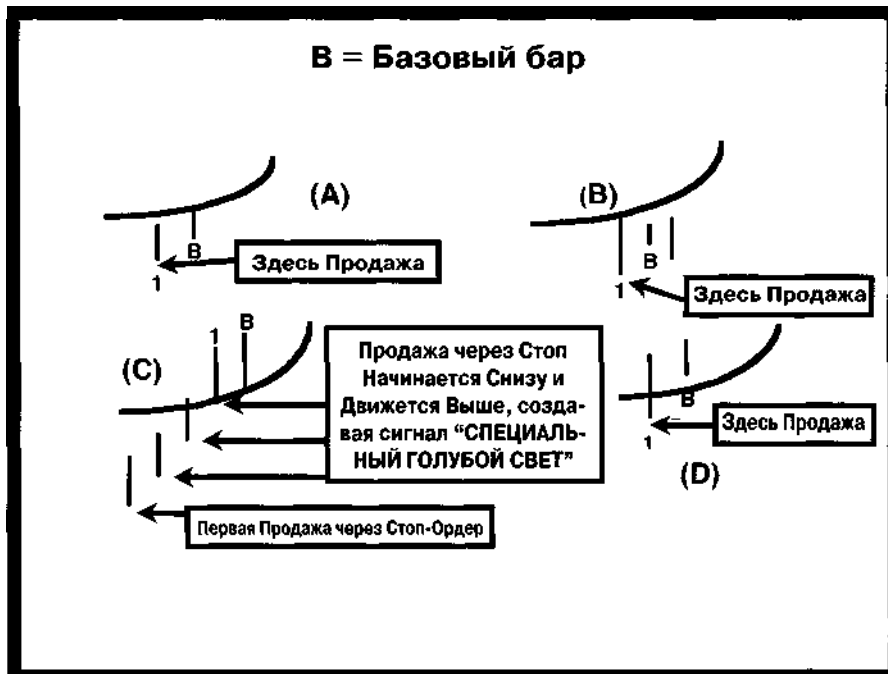 В = Базовый бар
(A)
В
1
Здесь Продажа
(B)
В
1
Здесь Продажа
(C)
1
В
Продажа через Стоп
Начинается Снизу и
Движется Выше, созда-
вая сигнал “СПЕЦИАЛЬ-
НЫЙ ГОЛУБОЙ СВЕТ”
Первая Продажа через Стоп-Ордер
В
1
Здесь Продажа
(D)